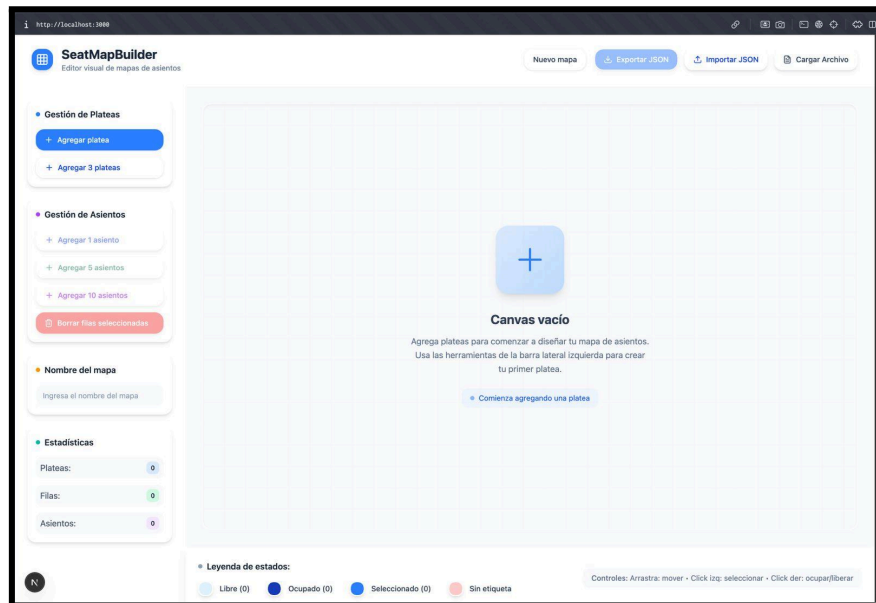 i http://localhost:3000
SeatMapBuilder
Editor visual de mapas de asientos
Nuevo mapa
Exportar JSON
Importar JSON
Cargar Archivo
Gestión de Plateas
+ Agregar platea
+ Agregar 3 plateas
Gestión de Asientos
+ Agregar 1 asiento
+ Agregar 5 asientos
+ Agregar 10 asientos
Borrar filas seleccionadas
Nombre del mapa
Ingresa el nombre del mapa
Estadísticas
Plateas: 0
Filas: 0
Asientos: 0
Canvas vacío
Agrega plateas para comenzar a diseñar tu mapa de asientos.
Usa las herramientas de la barra lateral izquierda para crear
tu primer platea.
Comienza agregando una platea
Leyenda de estados:
Libre (0)
Ocupado (0)
Seleccionado (0)
Sin etiqueta
Controles: Arrastra: mover • Click izq: seleccionar • Click der: ocupar/liberar
N